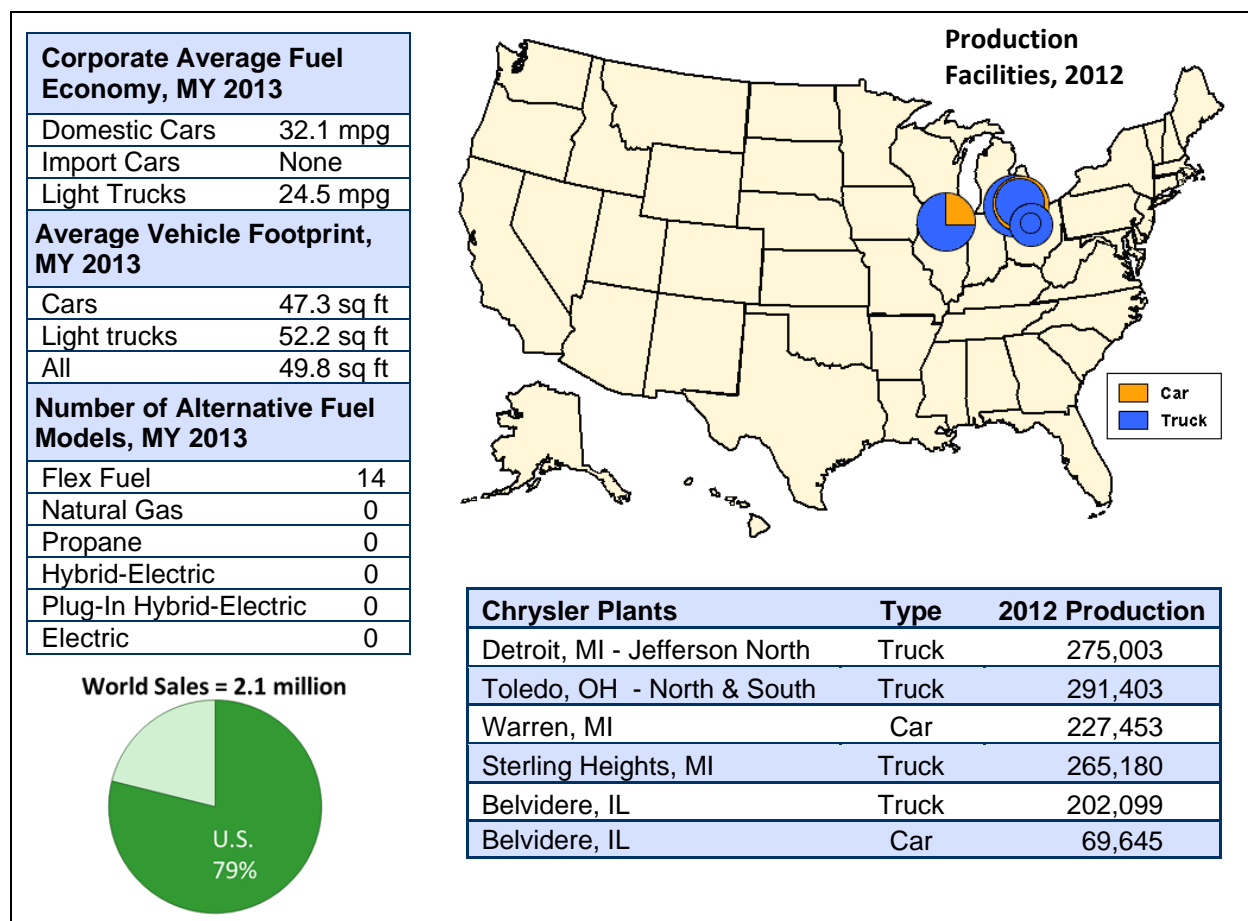 Corporate Average Fuel
Economy, MY 2013
Domestic Cars 32.1 mpg
Import Cars None
Light Trucks 24.5 mpg
Average Vehicle Footprint,
MY 2013
Cars 47.3 sq ft
Light trucks 52.2 sq ft
All 49.8 sq ft
Number of Alternative Fuel
Models, MY 2013
Flex Fuel 14
Natural Gas 0
Propane 0
Hybrid-Electric 0
Plug-In Hybrid-Electric 0
Electric 0
World Sales = 2.1 million
U.S.
79%
Production
Facilities, 2012
Car
Truck
Chrysler Plants Type 2012 Production
Detroit, MI - Jefferson North Truck 275,003
Toledo, OH - North & South Truck 291,403
Warren, MI Car 227,453
Sterling Heights, MI Truck 265,180
Belvidere, IL Truck 202,099
Belvidere, IL Car 69,645